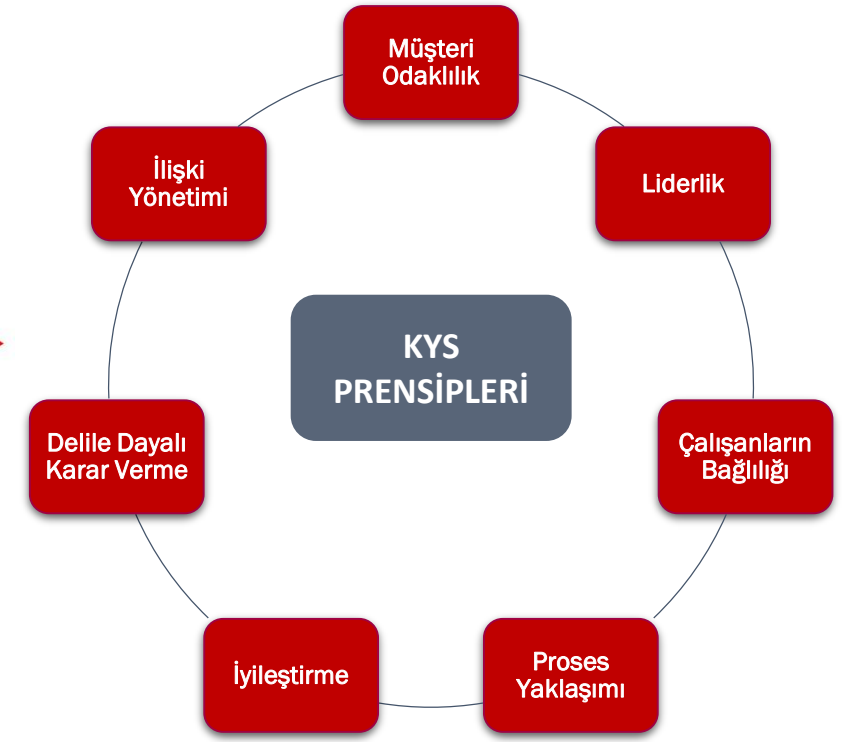 Müşteri
Odaklılık
Liderlik
Çalışanların
Bağlılığı
Proses
Yaklaşımı
İyileştirme
Delile Dayalı
Karar Verme
İlişki
Yönetimi
KYS
PRENSİPLERİ